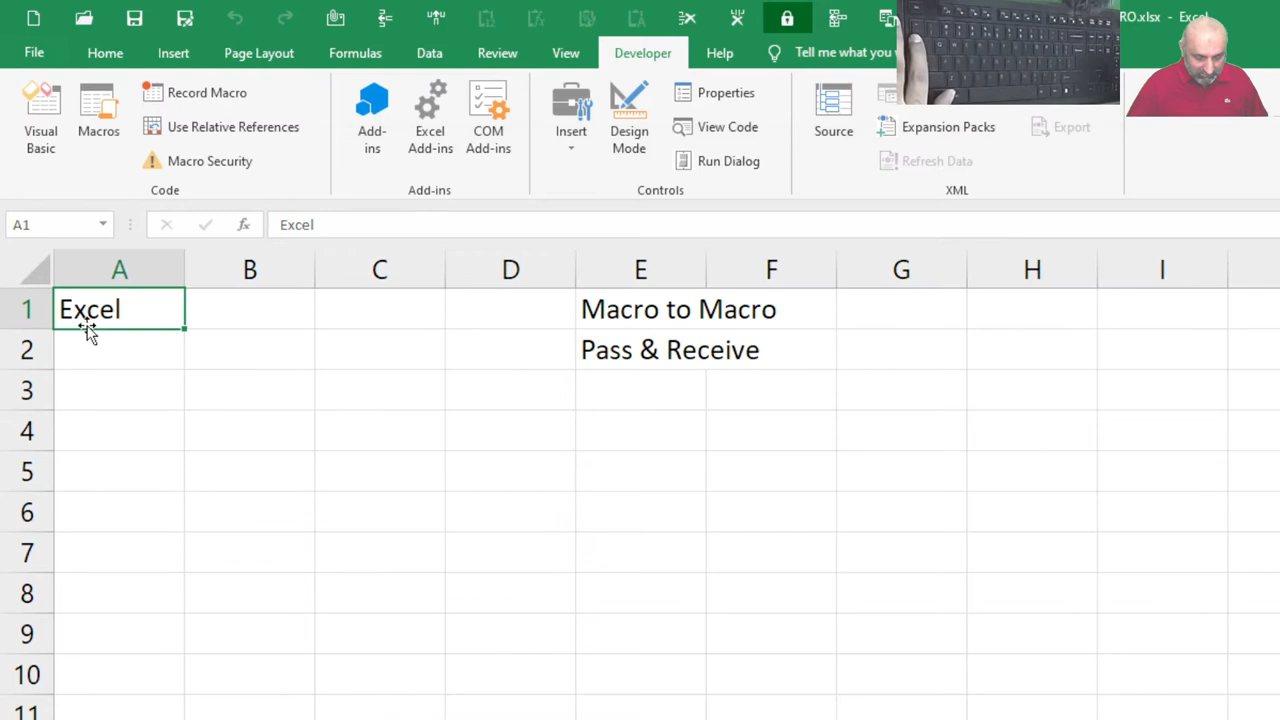 RO.xlsx - Excel
File Home Insert Page Layout Formulas Data Review View Developer Help Tell me what you
Visual Basic
Macros
Record Macro
Use Relative References
Macro Security
Code
Add-ins
Excel Add-ins
COM Add-ins
Add-ins
Insert
Design Mode
Properties
View Code
Run Dialog
Controls
Source
Expansion Packs
Refresh Data
Export
XML
A1 fx Excel
A B C D E F G H I
1 Excel Macro to Macro
2 Pass & Receive
3
4
5
6
7
8
9
10
11